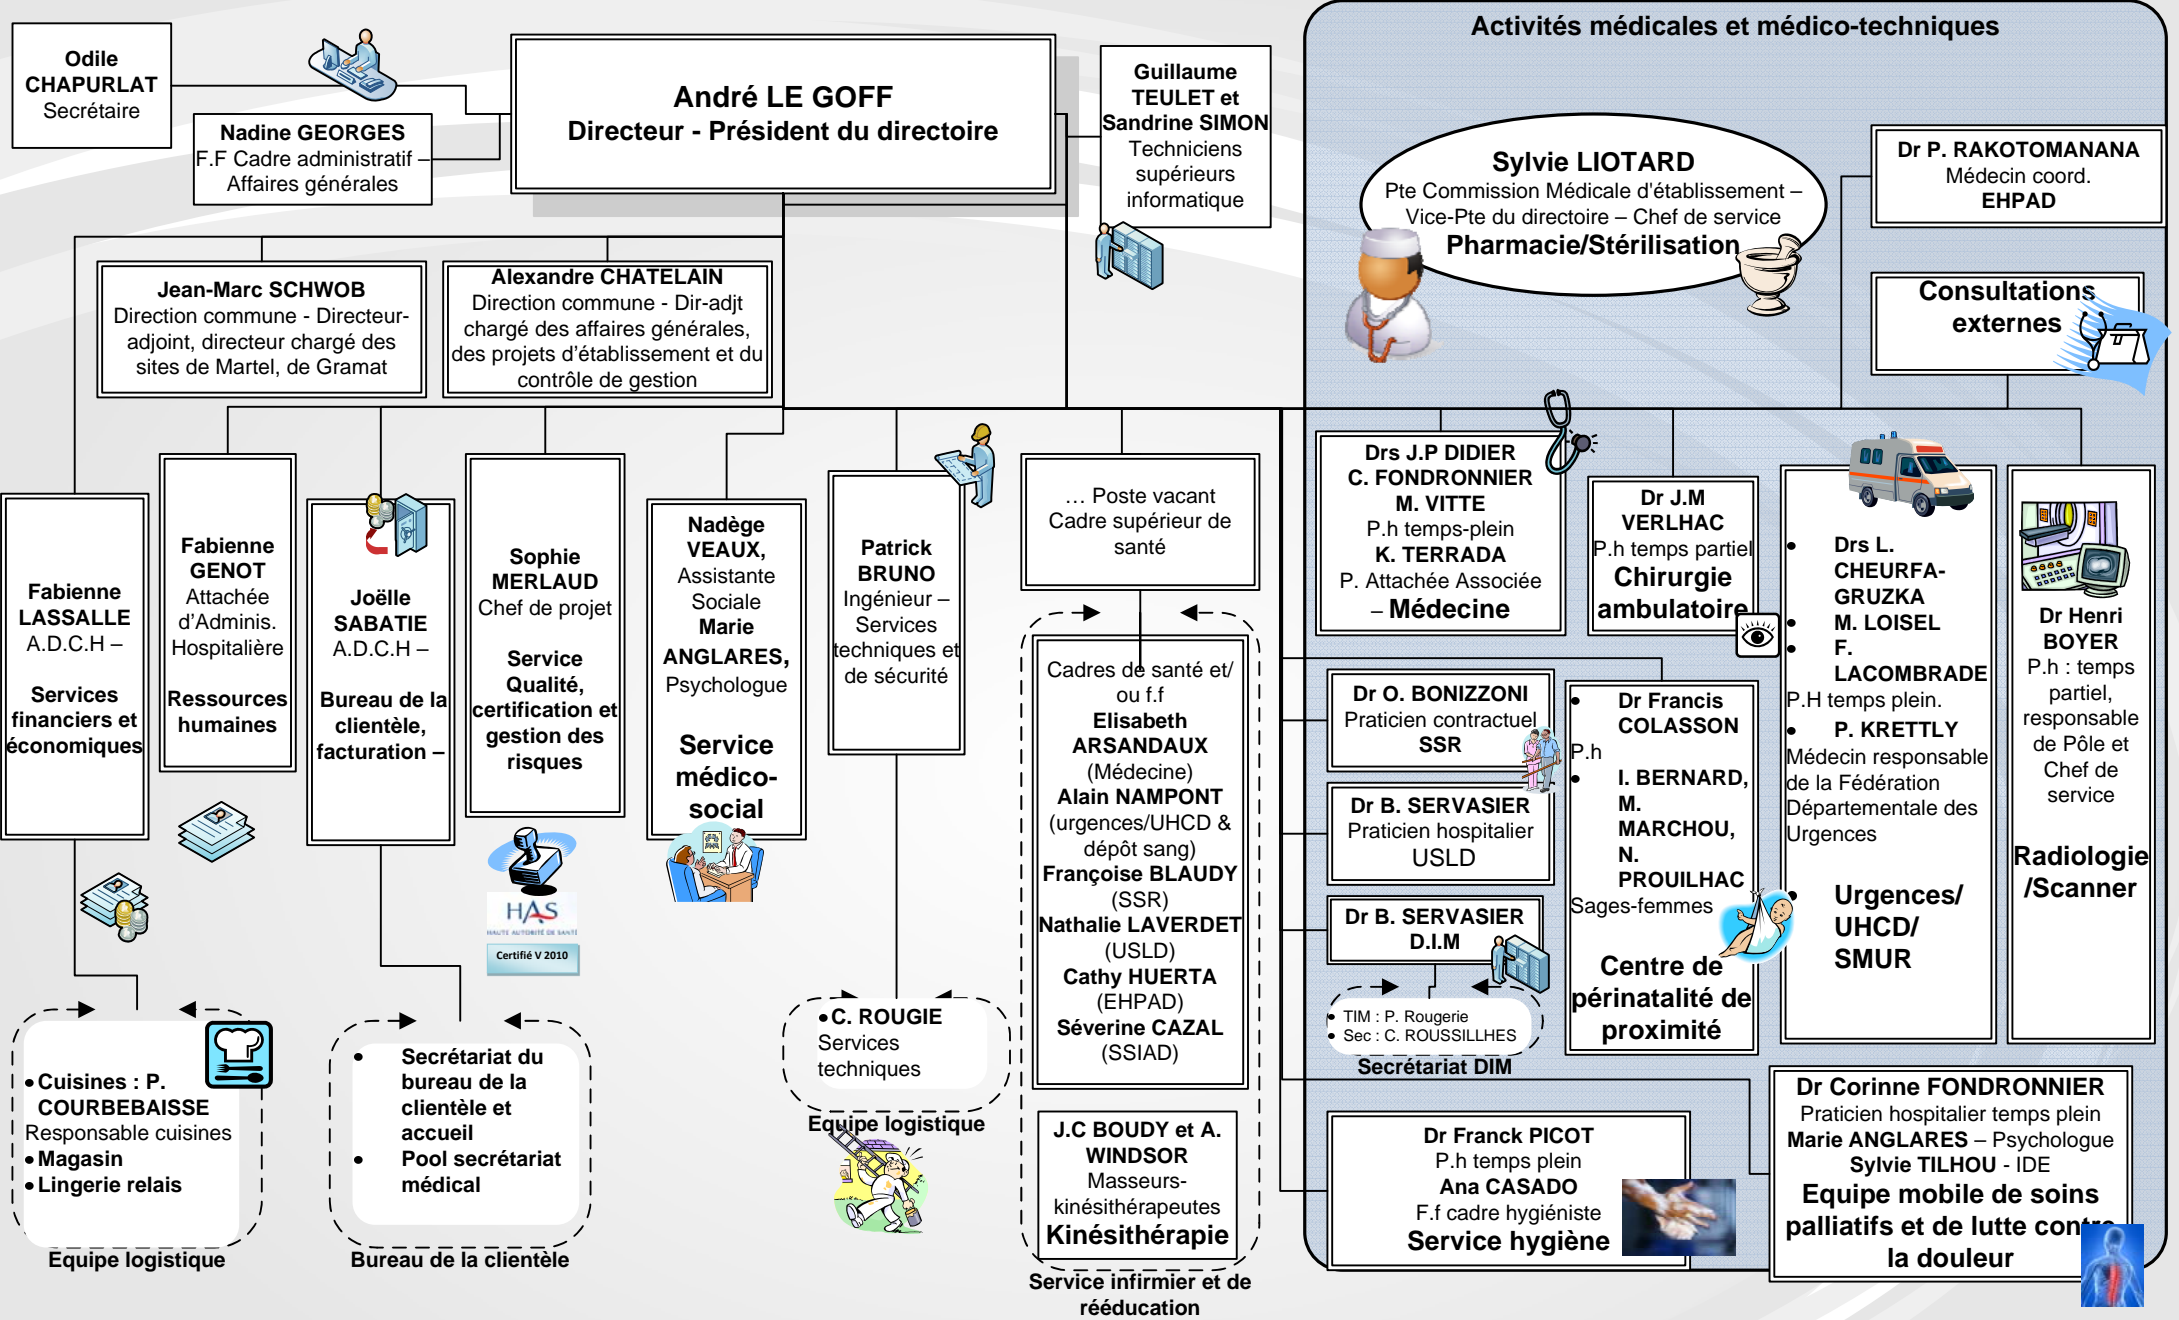 Activités médicales et médico-techniques
Odile
CHAPURLAT
Secrétaire
Nadine GEORGES
F.F Cadre administratif –
Affaires générales
André LE GOFF
Directeur - Président du directoire
Guillaume
TEULET et
Sandrine SIMON
Techniciens
supérieurs
informatique
Sylvie LIOTARD
Pte Commission Médicale d'établissement –
Vice-Pte du directoire – Chef de service
Pharmacie/Stérilisation
Dr P. RAKOTOMANANA
Médecin coord.
EHPAD
Consultations
externes
Jean-Marc SCHWOB
Direction commune - Directeur-
adjoint, directeur chargé des
sites de Martel, de Gramat
Alexandre CHATELAIN
Direction commune - Dir-adjt
chargé des affaires générales,
des projets d'établissement et du
contrôle de gestion
Fabienne
LASSALLE
A.D.C.H –
Services
financiers et
économiques
Fabienne
GENOT
Attachée
d'Adminis.
Hospitalière
Ressources
humaines
Joëlle
SABATIE
A.D.C.H –
Bureau de la
clientèle,
facturation –
Sophie
MERLAUD
Chef de projet
Service
Qualité,
certification et
gestion des
risques
HAS
HAUTE AUTORITÉ DE SANTÉ
Certifié V 2010
Nadège
VEAUX,
Assistante
Sociale
Marie
ANGLARES,
Psychologue
Service
médico-
social
Patrick
BRUNO
Ingénieur –
Services
techniques et
de sécurité
… Poste vacant
Cadre supérieur de
santé
Cadres de santé et/
ou f.f
Elisabeth
ARSANDAUX
(Médecine)
Alain NAMPONT
(urgences/UHCD &
dépôt sang)
Françoise BLAUDY
(SSR)
Nathalie LAVERDET
(USLD)
Cathy HUERTA
(EHPAD)
Séverine CAZAL
(SSIAD)
J.C BOUDY et A.
WINDSOR
Masseurs-
kinésithérapeutes
Kinésithérapie
Service infirmier et de
rééducation
Drs J.P DIDIER
C. FONDRONNIER
M. VITTE
P.h temps-plein
K. TERRADA
P. Attachée Associée
– Médecine
Dr J.M
VERLHAC
P.h temps partiel
Chirurgie
ambulatoire
• Drs L.
CHEURFA-
GRUZKA
• M. LOISEL
• F.
LACOMBRADE
P.H temps plein.
• P. KRETTLY
Médecin responsable
de la Fédération
Départementale des
Urgences
• Urgences/
UHCD/
SMUR
Dr Henri
BOYER
P.h : temps
partiel,
responsable
de Pôle et
Chef de
service
Radiologie
/Scanner
Dr O. BONIZZONI
Praticien contractuel
SSR
Dr B. SERVASIER
Praticien hospitalier
USLD
Dr B. SERVASIER
D.I.M
• TIM : P. Rougerie
• Sec : C. ROUSSILLHES
Secrétariat DIM
• Dr Francis
COLASSON
P.h
• I. BERNARD,
M.
MARCHOU,
N.
PROUILHAC
Sages-femmes
Centre de
périnatalité de
proximité
Dr Franck PICOT
P.h temps plein
Ana CASADO
F.f cadre hygiéniste
Service hygiène
Dr Corinne FONDRONNIER
Praticien hospitalier temps plein
Marie ANGLARES – Psychologue
Sylvie TILHOU - IDE
Equipe mobile de soins
palliatifs et de lutte contre
la douleur
• Cuisines : P.
COURBEBAISSE
Responsable cuisines
• Magasin
• Lingerie relais
Equipe logistique
• Secrétariat du
bureau de la
clientèle et
accueil
• Pool secrétariat
médical
Bureau de la clientèle
• C. ROUGIE
Services
techniques
Equipe logistique